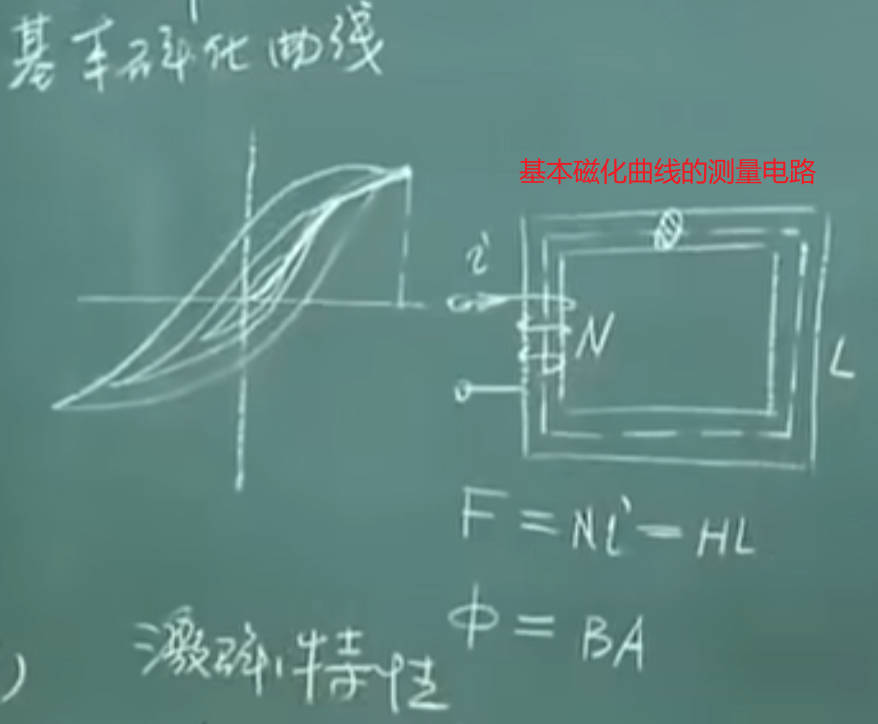 基本磁化曲线
基本磁化曲线的测量电路
i
N
L
F = Ni = HL
Φ = BA
) 激磁特性